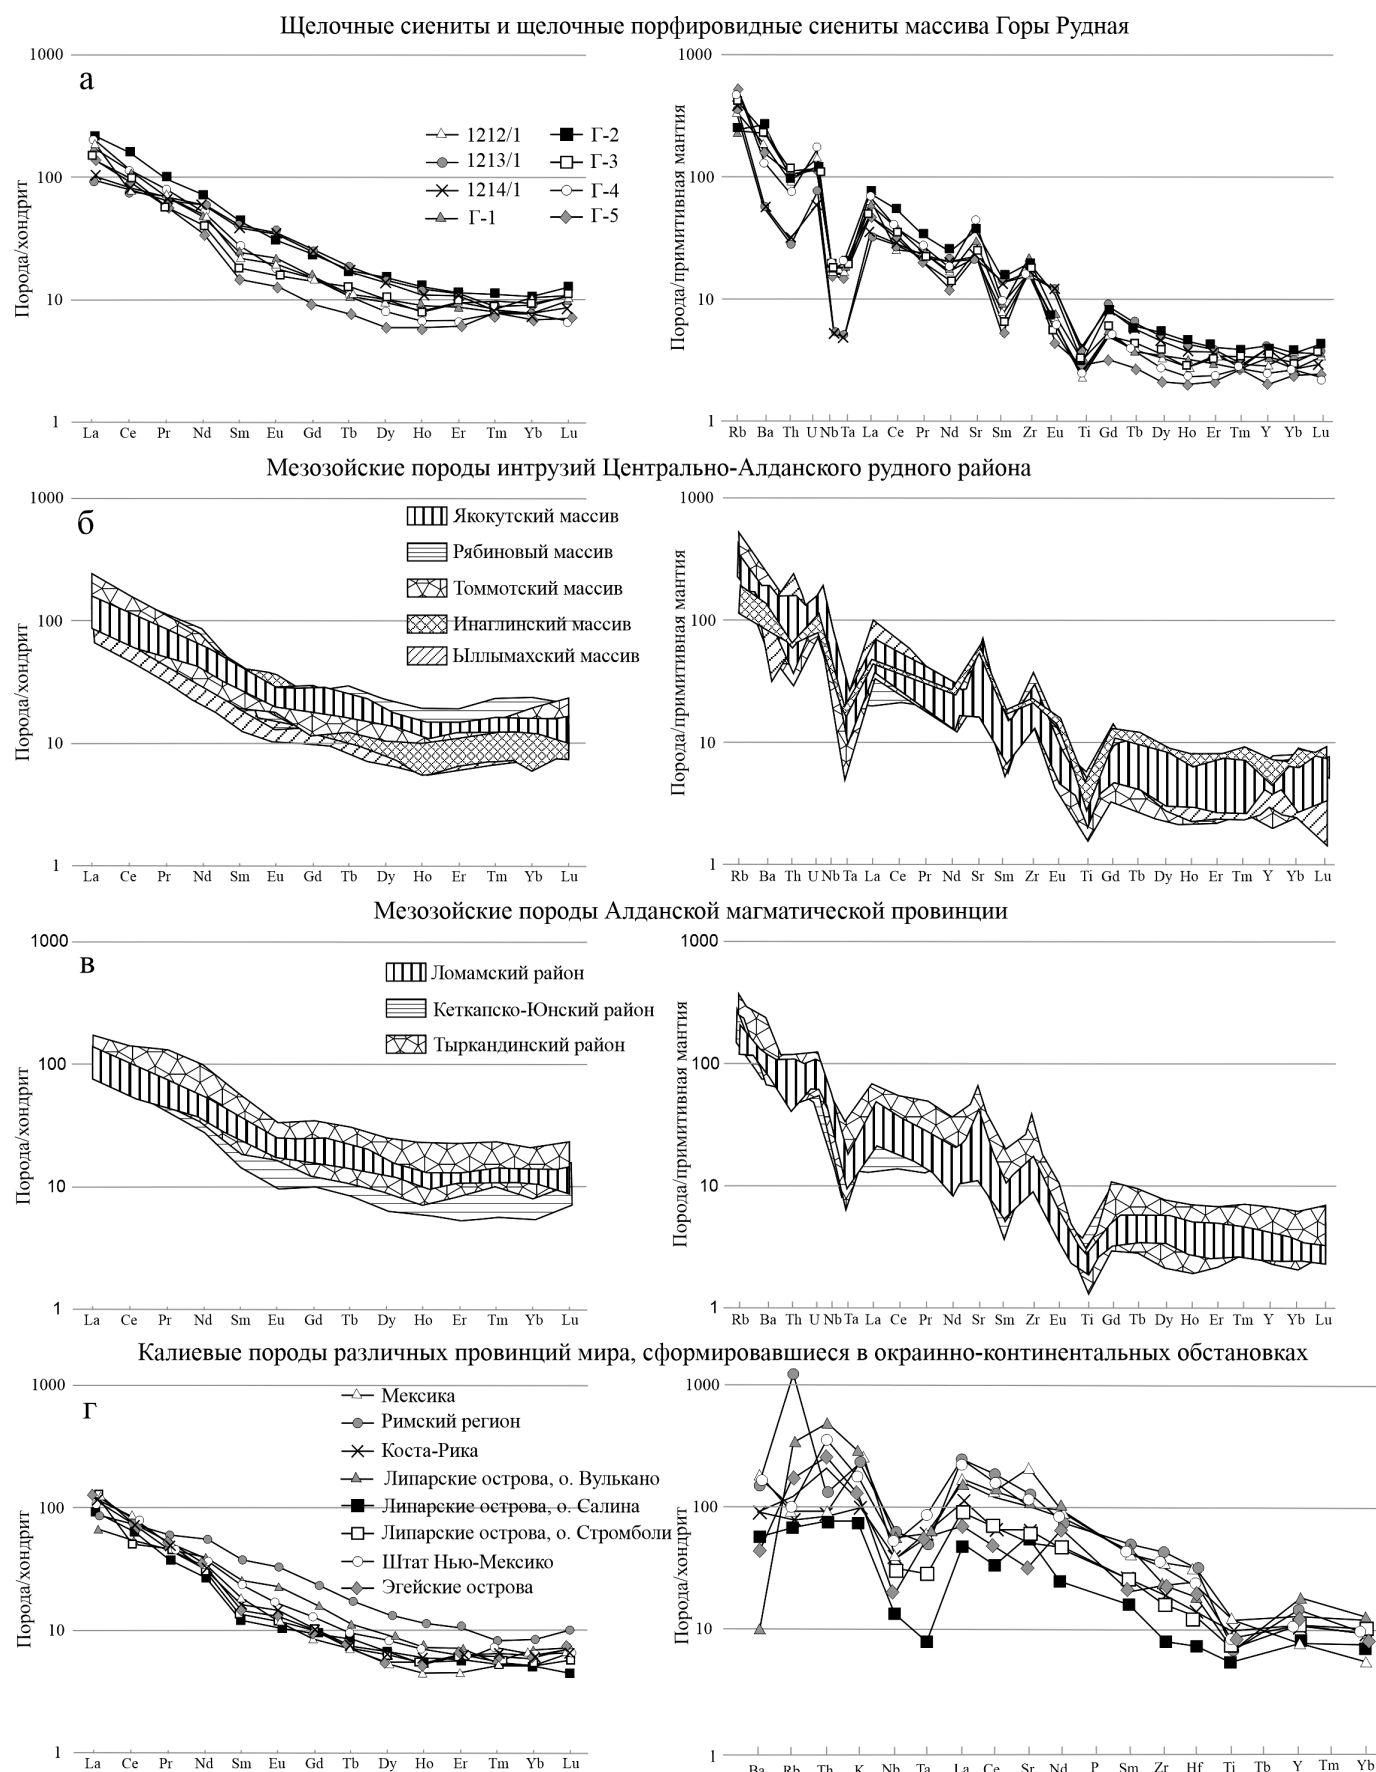 Щелочные сиениты и щелочные порфировидные сиениты массива Горы Рудная
а
Порода/хондрит
1000
100
10
1
1212/1
1213/1
1214/1
Г-1
Г-2
Г-3
Г-4
Г-5
La Ce Pr Nd Sm Eu Gd Tb Dy Ho Er Tm Yb Lu
Порода/примитивная мантия
1000
100
10
1
Rb Ba Th U Nb Ta La Ce Pr Nd Sr Sm Zr Eu Ti Gd Tb Dy Ho Er Tm Y Yb Lu
Мезозойские породы интрузий Центрально-Алданского рудного района
б
Порода/хондрит
1000
100
10
1
Якокутский массив
Рябиновый массив
Томмотский массив
Инаглинский массив
Ыллымахский массив
La Ce Pr Nd Sm Eu Gd Tb Dy Ho Er Tm Yb Lu
Порода/примитивная мантия
1000
100
10
1
Rb Ba Th U Nb Ta La Ce Pr Nd Sr Sm Zr Eu Ti Gd Tb Dy Ho Er Tm Y Yb Lu
Мезозойские породы Алданской магматической провинции
в
Порода/хондрит
1000
100
10
1
Ломамский район
Кеткапско-Юнский район
Тыркандинский район
La Ce Pr Nd Sm Eu Gd Tb Dy Ho Er Tm Yb Lu
Порода/примитивная мантия
1000
100
10
1
Rb Ba Th U Nb Ta La Ce Pr Nd Sr Sm Zr Eu Ti Gd Tb Dy Ho Er Tm Y Yb Lu
Калиевые породы различных провинций мира, сформировавшиеся в окраинно-континентальных обстановках
г
Порода/хондрит
1000
100
10
1
Мексика
Римский регион
Коста-Рика
Липарские острова, о. Вулькано
Липарские острова, о. Салина
Липарские острова, о. Стромболи
Штат Нью-Мексико
Эгейские острова
La Ce Pr Nd Sm Eu Gd Tb Dy Ho Er Tm Yb Lu
Порода/хондрит
1000
100
10
1
Ba Rb Th K Nb Ta La Ce Sr Nd P Sm Zr Hf Ti Tb Y Tm Yb